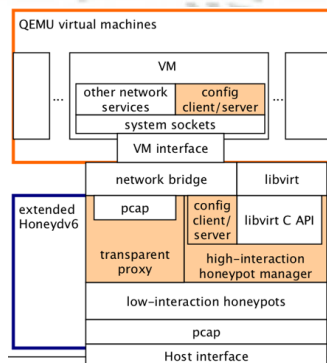 QEMU virtual machines
VM
...
other network
services
config
client/server
...
system sockets
VM interface
network bridge
libvirt
extended
Honeydv6
pcap
config
client/
server
libvirt C API
transparent
proxy
high-interaction
honeypot manager
low-interaction honeypots
pcap
Host interface